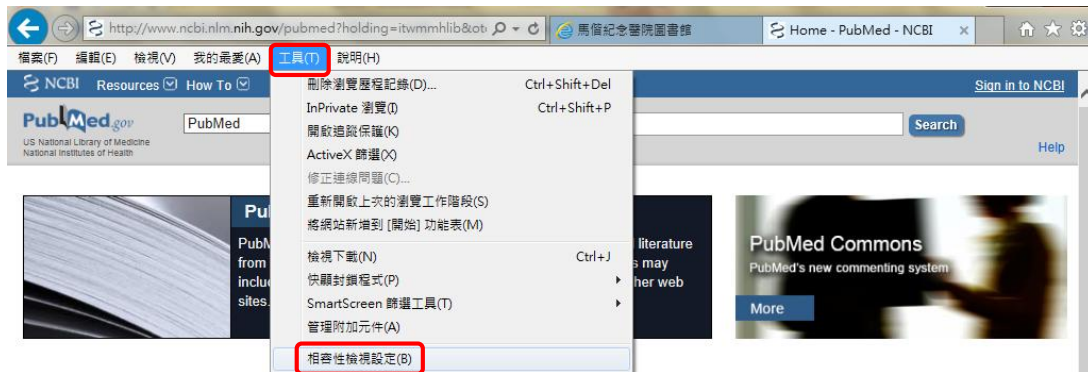 http://www.ncbi.nlm.nih.gov/pubmed?holding=itwmmhlib&oto
馬偕紀念醫院圖書館
Home - PubMed - NCBI
檔案(F) 編輯(E) 檢視(V) 我的最愛(A) 工具(T) 說明(H)
NCBI Resources How To
Sign in to NCBI
PubMed.gov
US National Library of Medicine
National Institutes of Health
PubMed
Search
Help
刪除瀏覽歷程記錄(D)... Ctrl+Shift+Del
InPrivate 瀏覽(I) Ctrl+Shift+P
開啟追蹤保護(K)
ActiveX 篩選(X)
修正連線問題(C)...
重新開啟上次的瀏覽工作階段(S)
將網站新增到 [開始] 功能表(M)
檢視下載(N) Ctrl+J
快顯封鎖程式(P)
SmartScreen 篩選工具(T)
管理附加元件(A)
相容性檢視設定(B)
from
sites.
literature
may
her web
PubMed Commons
PubMed's new commenting system
More